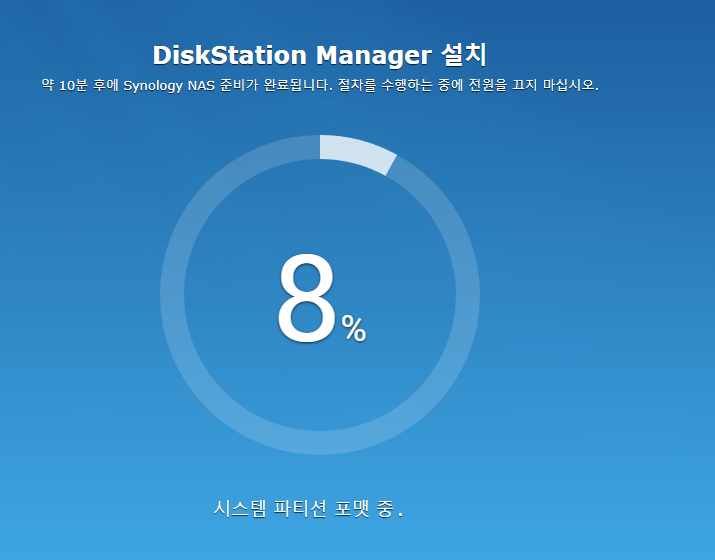 DiskStation Manager 설치
약 10분 후에 Synology NAS 준비가 완료됩니다. 절차를 수행하는 중에 전원을 끄지 마십시오.
8%
시스템 파티션 포맷 중.